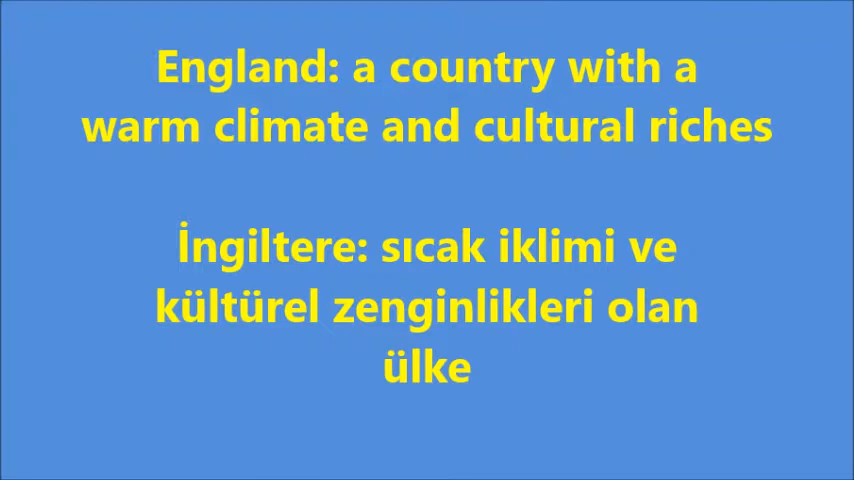 England: a country with a
warm climate and cultural riches
İngiltere: sıcak iklimi ve
kültürel zenginlikleri olan
ülke